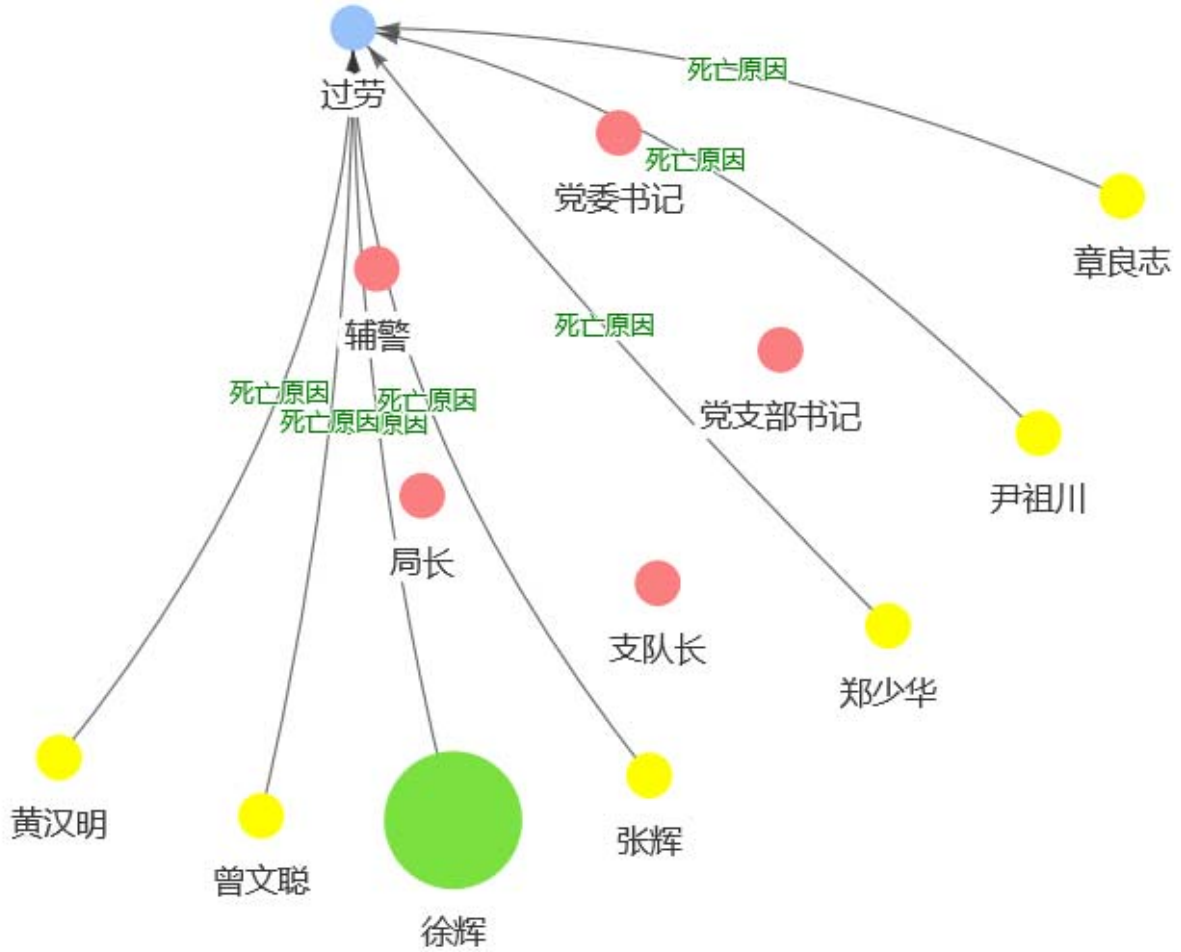 过劳
死亡原因
死亡原因
党委书记
章良志
辅警
死亡原因
党支部书记
死亡原因
死亡原因
死亡原因
原因
尹祖川
局长
支队长
郑少华
黄汉明
张辉
曾文聪
徐辉